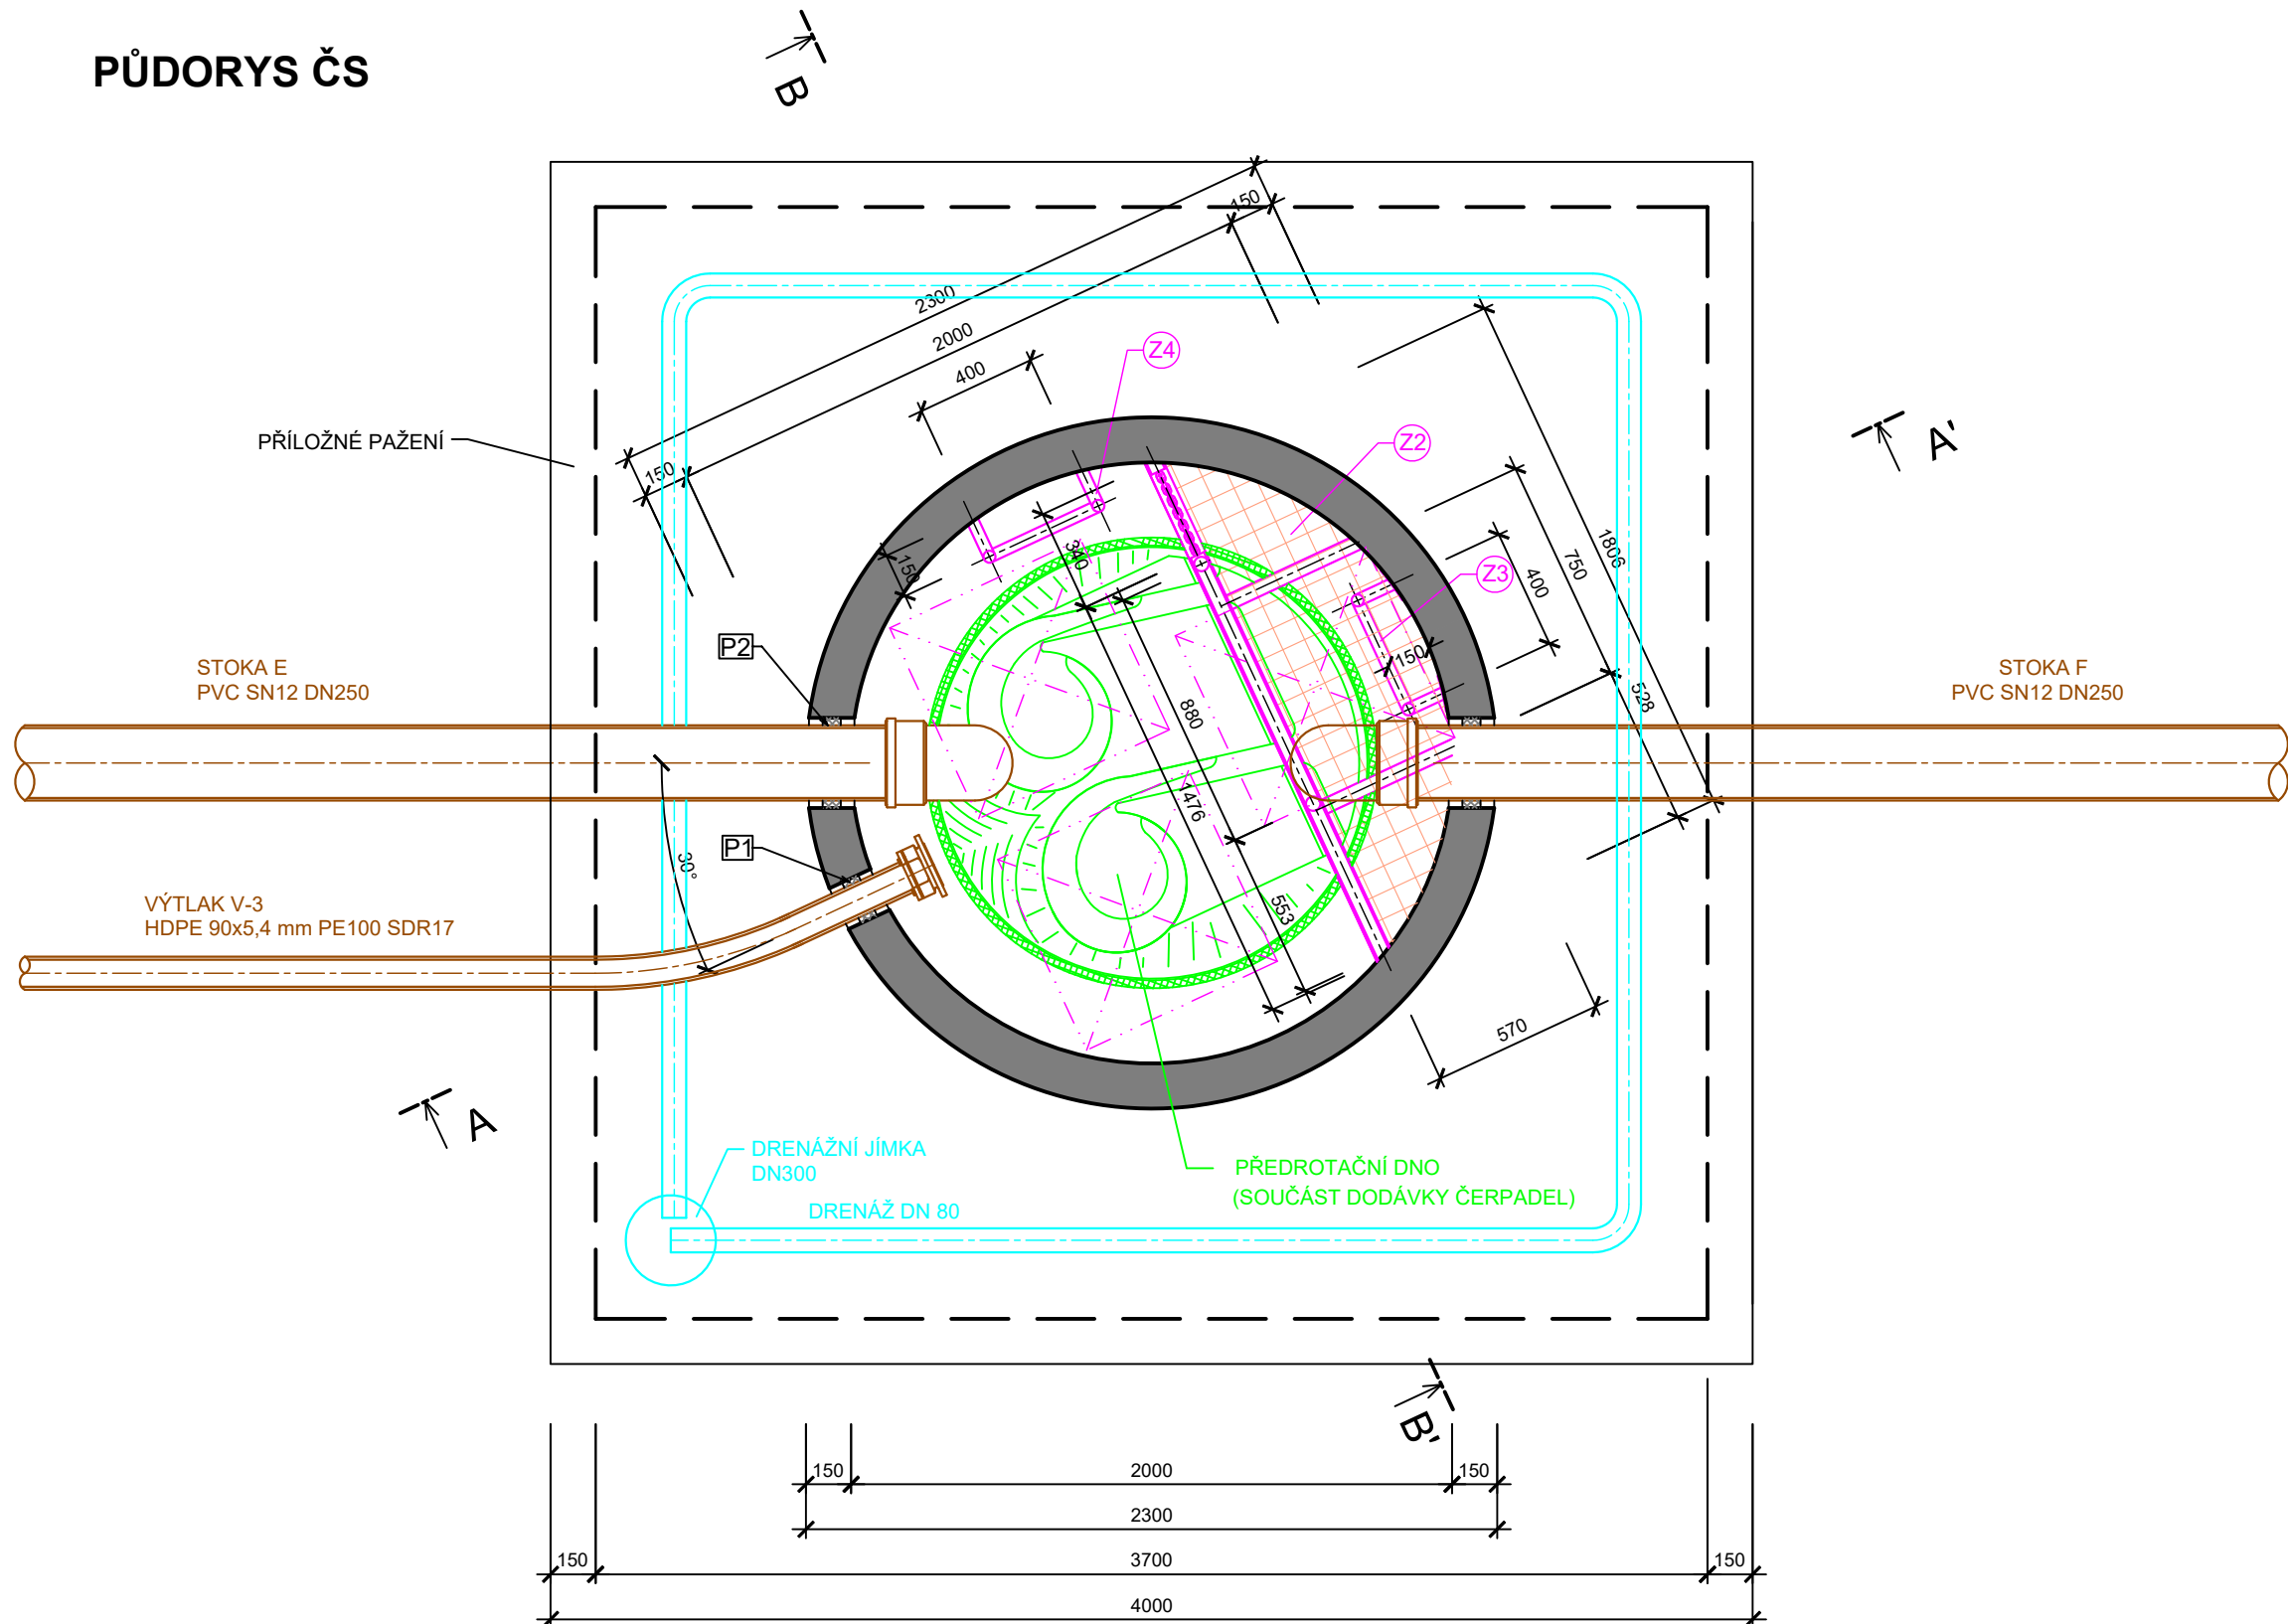 PŮDORYS ČS
B
2300
150
2000
400
Z4
Z2
A'
PŘÍLOŽNÉ PAŽENÍ
150
1806
750
400
Z3
340
150
150
P2
STOKA E
PVC SN12 DN250
STOKA F
PVC SN12 DN250
528
880
1476
P1
30°
VÝTLAK V-3
HDPE 90x5,4 mm PE100 SDR17
553
570
A
DRENÁŽNÍ JÍMKA
DN300
DRENÁŽ DN 80
PŘEDROTAČNÍ DNO
(SOUČÁST DODÁVKY ČERPADEL)
B'
150
2000
150
2300
150
3700
150
4000